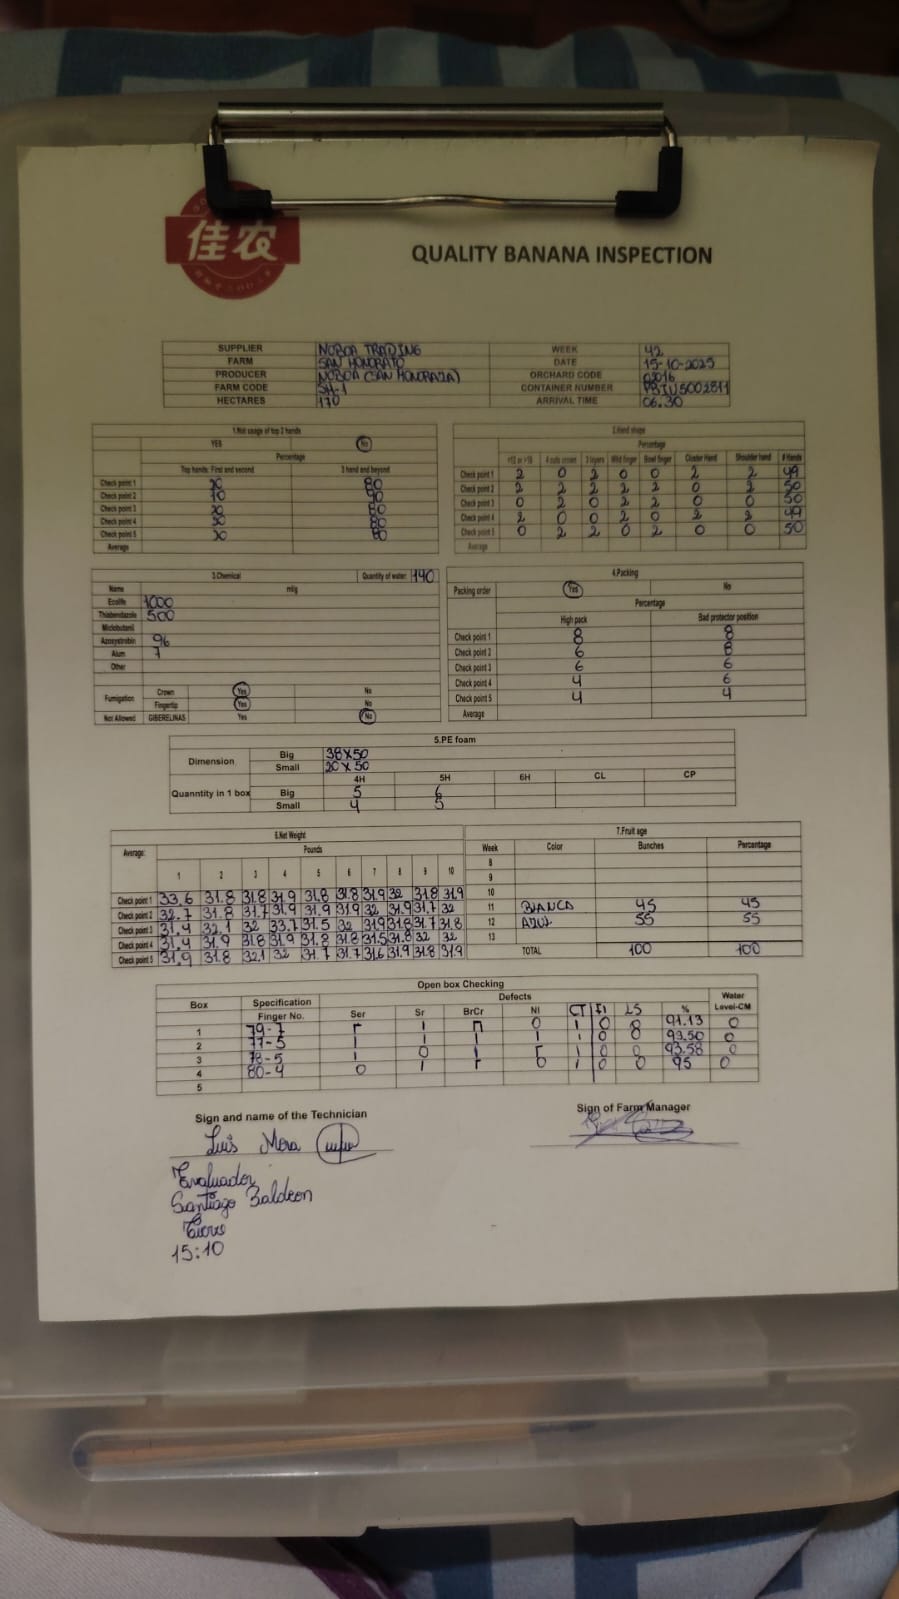 佳农
QUALITY BANANA INSPECTION
SUPPLIER NOBOA TRADING WEEK 42
FARM SAN HONORATO DATE 15-10-2025
PRODUCER NOBOA (SAN HONORAZA) ORCHARD CODE
FARM CODE SH-1 CONTAINER NUMBER
HECTARES 170 ARRIVAL TIME 06.30
1.Not usage of top 2 hands
YES No
Percentage
Top hands: First and second 3 hand and beyond
Check point 1 20 80
Check point 2 10 90
Check point 3 20 80
Check point 4 80
Check point 5 80
Average
2.Hand shape
Percentage
<12 or >18 4 cuts crown 3 layers Wild finger Bowl finger Cluster Hand Shoulder hand # Hands
Check point 1 2 0 2 0 0 2 2 49
Check point 2 2 2 2 2 2 0 2 50
Check point 3 0 2 0 2 2 0 0 50
Check point 4 2 0 0 2 0 2 2 49
Check point 5 0 2 2 0 2 0 0 50
Average
3.Chemical Quantity of water: 140
Name m/g
Ecolife 1000
Thiabendazole 500
Miclobutanil
Azoxystrobin 96
Alum 7
Other
Fumigation Crown Yes No
Fingertip Yes No
Not Allowed GIBERELINAS Yes No
4.Packing
Packing order Yes No
Percentage
High pack Bad protector position
Check point 1 8 8
Check point 2 6 8
Check point 3 6 6
Check point 4 4 6
Check point 5 4 4
Average
5.PE foam
Dimension Big 38x50
Small 20x50
4H 5H 6H CL CP
Quanntity in 1 box Big 5 6
Small 4 5
6.Net Weight
Average: Pounds
1 2 3 4 5 6 7 8 9 10
Check point 1 33.6 31.8 31.8 31.9 31.8 31.8 31.9 32 31.8 31.9
Check point 2 32.7 31.8 31.7 31.9 31.9 31.9 32 31.9 31.7 32
Check point 3 31.4 32.1 32 33.7 31.5 32 31.9 31.8 31.7 31.8
Check point 4 31.4 31.9 31.8 31.9 31.8 31.8 31.5 31.8 32 32
Check point 5 31.9 31.8 32.1 32 31.7 31.7 31.6 31.9 31.8 31.9
7.Fruit age
Week Color Bunches Percentage
8
9
10
11 BLANCO 45 45
12 AZUL 55 55
13
TOTAL 100 100
Open box Checking
Box Specification Defects Water
Finger No. Ser Sr BrCr NI CT LS % Level-CM
1 79-7 0 1 0 8 91.13 0
2 77-5 1 1 1 1 1 0 8 93.50 0
3 78-5 1 0 1 1 0 0 93.58 0
4 80-4 0 1 0 1 0 0 95 0
5
Sign and name of the Technician
Luis Mora
Sign of Farm Manager
Evaluador
Santiago Baldeon
Cierre
15:10